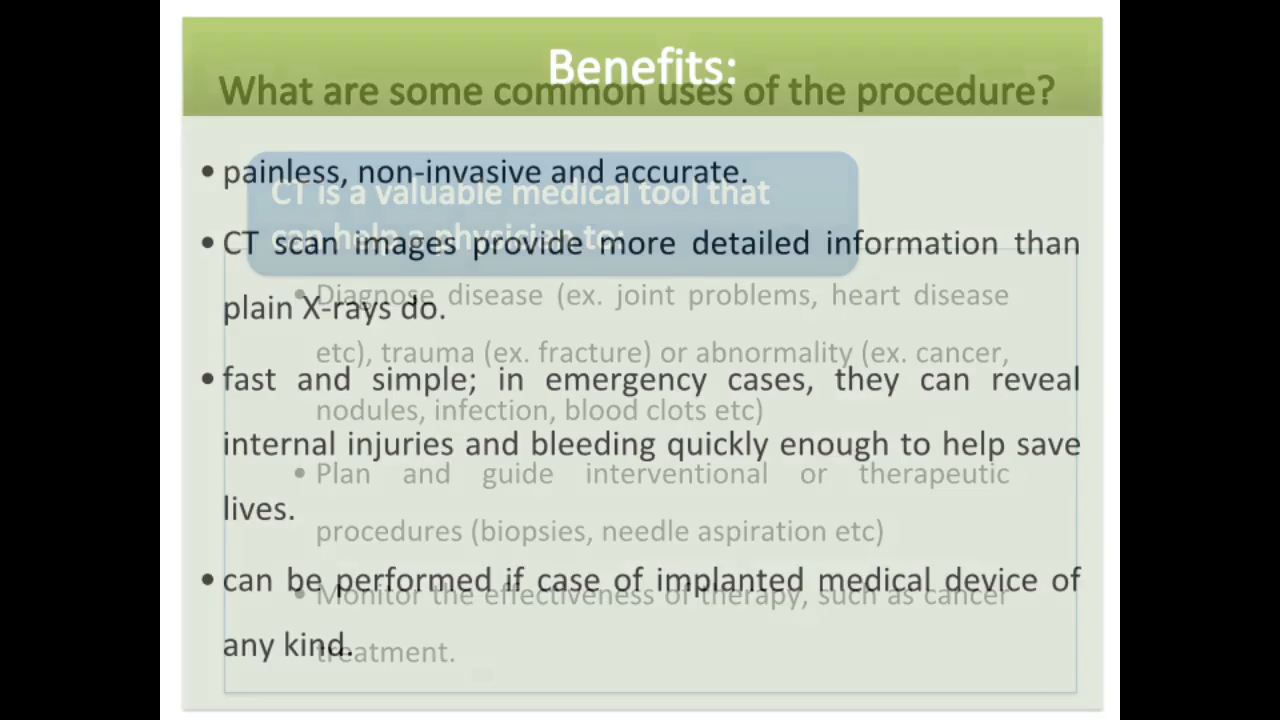 Benefits:
What are some common uses of the procedure?
• painless, non-invasive and accurate.
CT is a valuable medical tool that
can help a physician to:
• CT scan images provide more detailed information than
plain X-rays do.
• Diagnose disease (ex. joint problems, heart disease
etc), trauma (ex. fracture) or abnormality (ex. cancer,
nodules, infection, blood clots etc)
• fast and simple; in emergency cases, they can reveal
internal injuries and bleeding quickly enough to help save
lives.
• Plan and guide interventional or therapeutic
procedures (biopsies, needle aspiration etc)
• can be performed if case of implanted medical device of
any kind.
• Monitor the effectiveness of therapy, such as cancer
treatment.